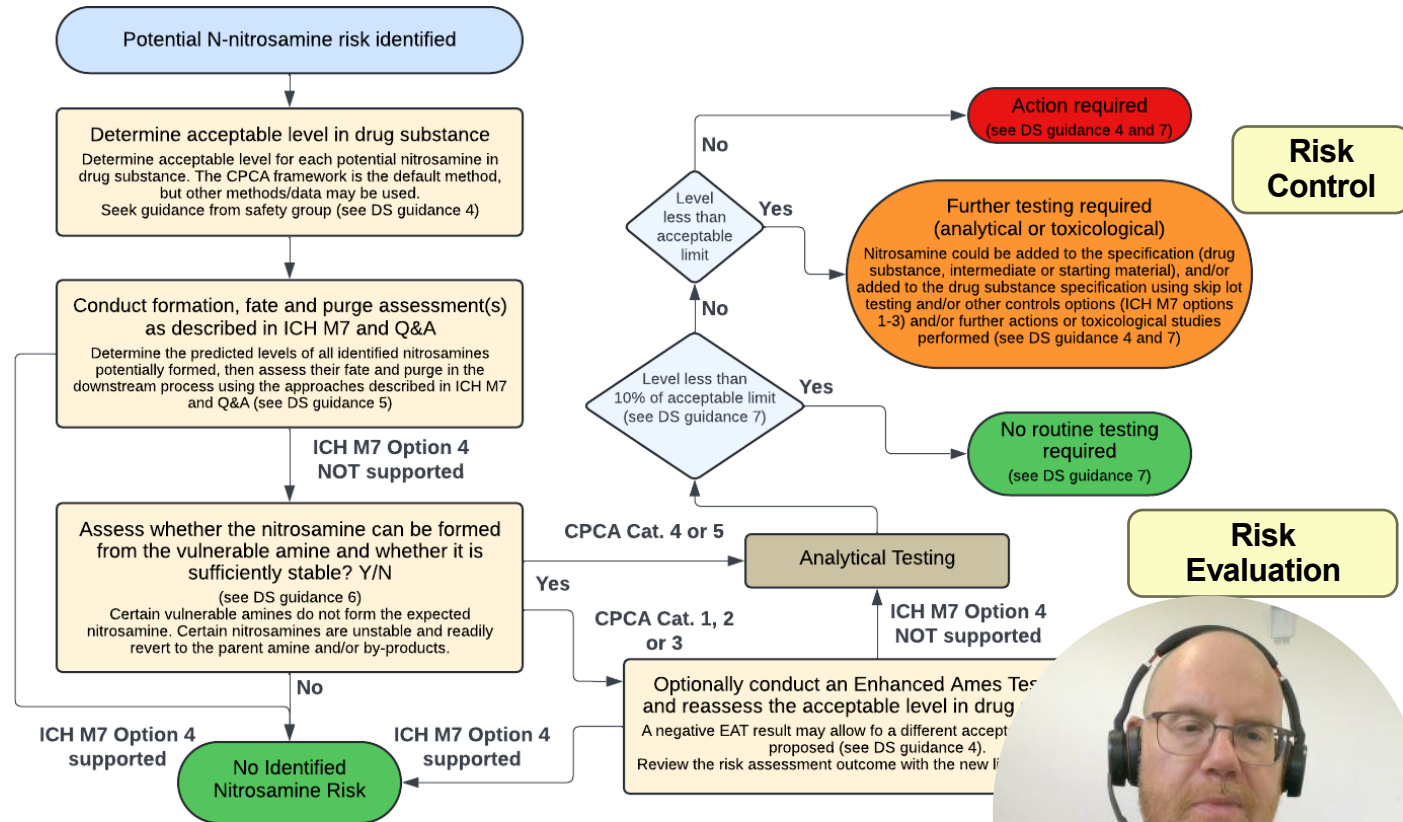 Potential N-nitrosamine risk identified
Determine acceptable level in drug substance
Determine acceptable level for each potential nitrosamine in
drug substance. The CPCA framework is the default method,
but other methods/data may be used.
Seek guidance from safety group (see DS guidance 4)
Conduct formation, fate and purge assessment(s)
as described in ICH M7 and Q&A
Determine the predicted levels of all identified nitrosamines
potentially formed, then assess their fate and purge in the
downstream process using the approaches described in ICH M7
and Q&A (see DS guidance 5)
ICH M7 Option 4
NOT supported
Assess whether the nitrosamine can be formed
from the vulnerable amine and whether it is
sufficiently stable? Y/N
(see DS guidance 6)
Certain vulnerable amines do not form the expected
nitrosamine. Certain nitrosamines are unstable and readily
revert to the parent amine and/or by-products.
No
ICH M7 Option 4
supported
No Identified
Nitrosamine Risk
ICH M7 Option 4
supported
CPCA Cat. 4 or 5
Yes
CPCA Cat. 1, 2
or 3
Optionally conduct an Enhanced Ames
and reassess the acceptable level in drug
A negative EAT result may allow fo a different
proposed (see DS guidance 4).
Review the risk assessment outcome with the new
ICH M7 Option 4
NOT supported
Analytical Testing
Level less than
10% of acceptable limit
(see DS guidance 7)
Yes
No routine testing
required
(see DS guidance 7)
No
Level
less than
acceptable
limit
Yes
Further testing required
(analytical or toxicological)
Nitrosamine could be added to the specification (drug
substance, intermediate or starting material), and/or
added to the drug substance specification using skip lot
testing and/or other controls options (ICH M7 options
1-3) and/or further actions or toxicological studies
performed (see DS guidance 4 and 7)
No
Action required
(see DS guidance 4 and 7)
Risk
Control
Risk
Evaluation